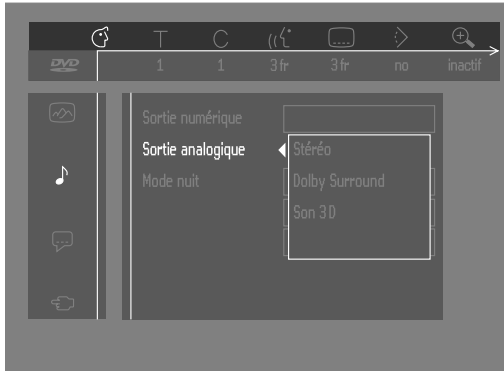 T C
DVD 1 1 3 fr 3 fr no inactif
Sortie numérique
Sortie analogique
Stéréo
Mode nuit
Dolby Surround
Son 3D